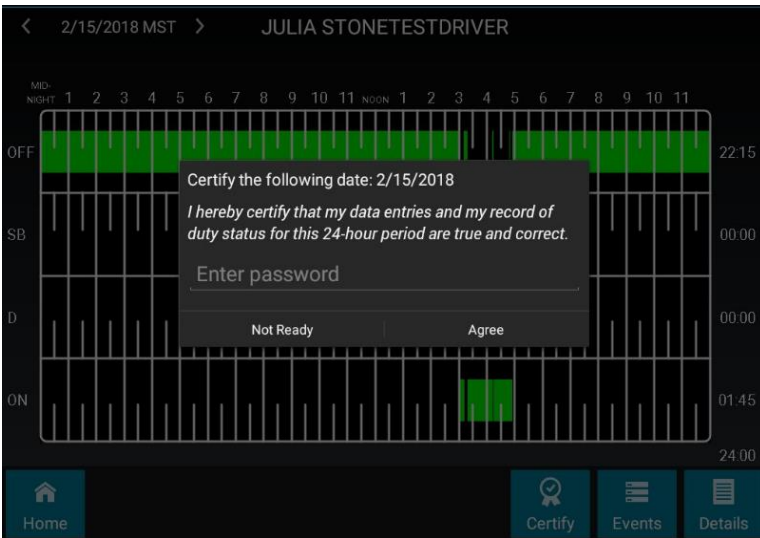 2/15/2018 MST JULIA STONETESTDRIVER
MID-
NIGHT 1 2 3 4 5 6 7 8 9 10 11 NOON 1 2 3 4 5 6 7 8 9 10 11
OFF 22:15
Certify the following date: 2/15/2018
I hereby certify that my data entries and my record of
duty status for this 24-hour period are true and correct.
SB 00:00
Enter password
D 00:00
Not Ready Agree
ON 01:45
24:00
Home Certify Events Details